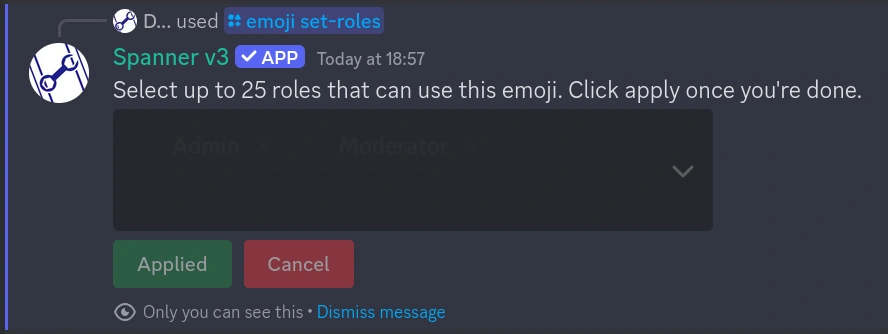 D... used emoji set-roles
Spanner v3 APP Today at 18:57
Select up to 25 roles that can use this emoji. Click apply once you're done.
Admin Moderator
Applied Cancel
Only you can see this • Dismiss message